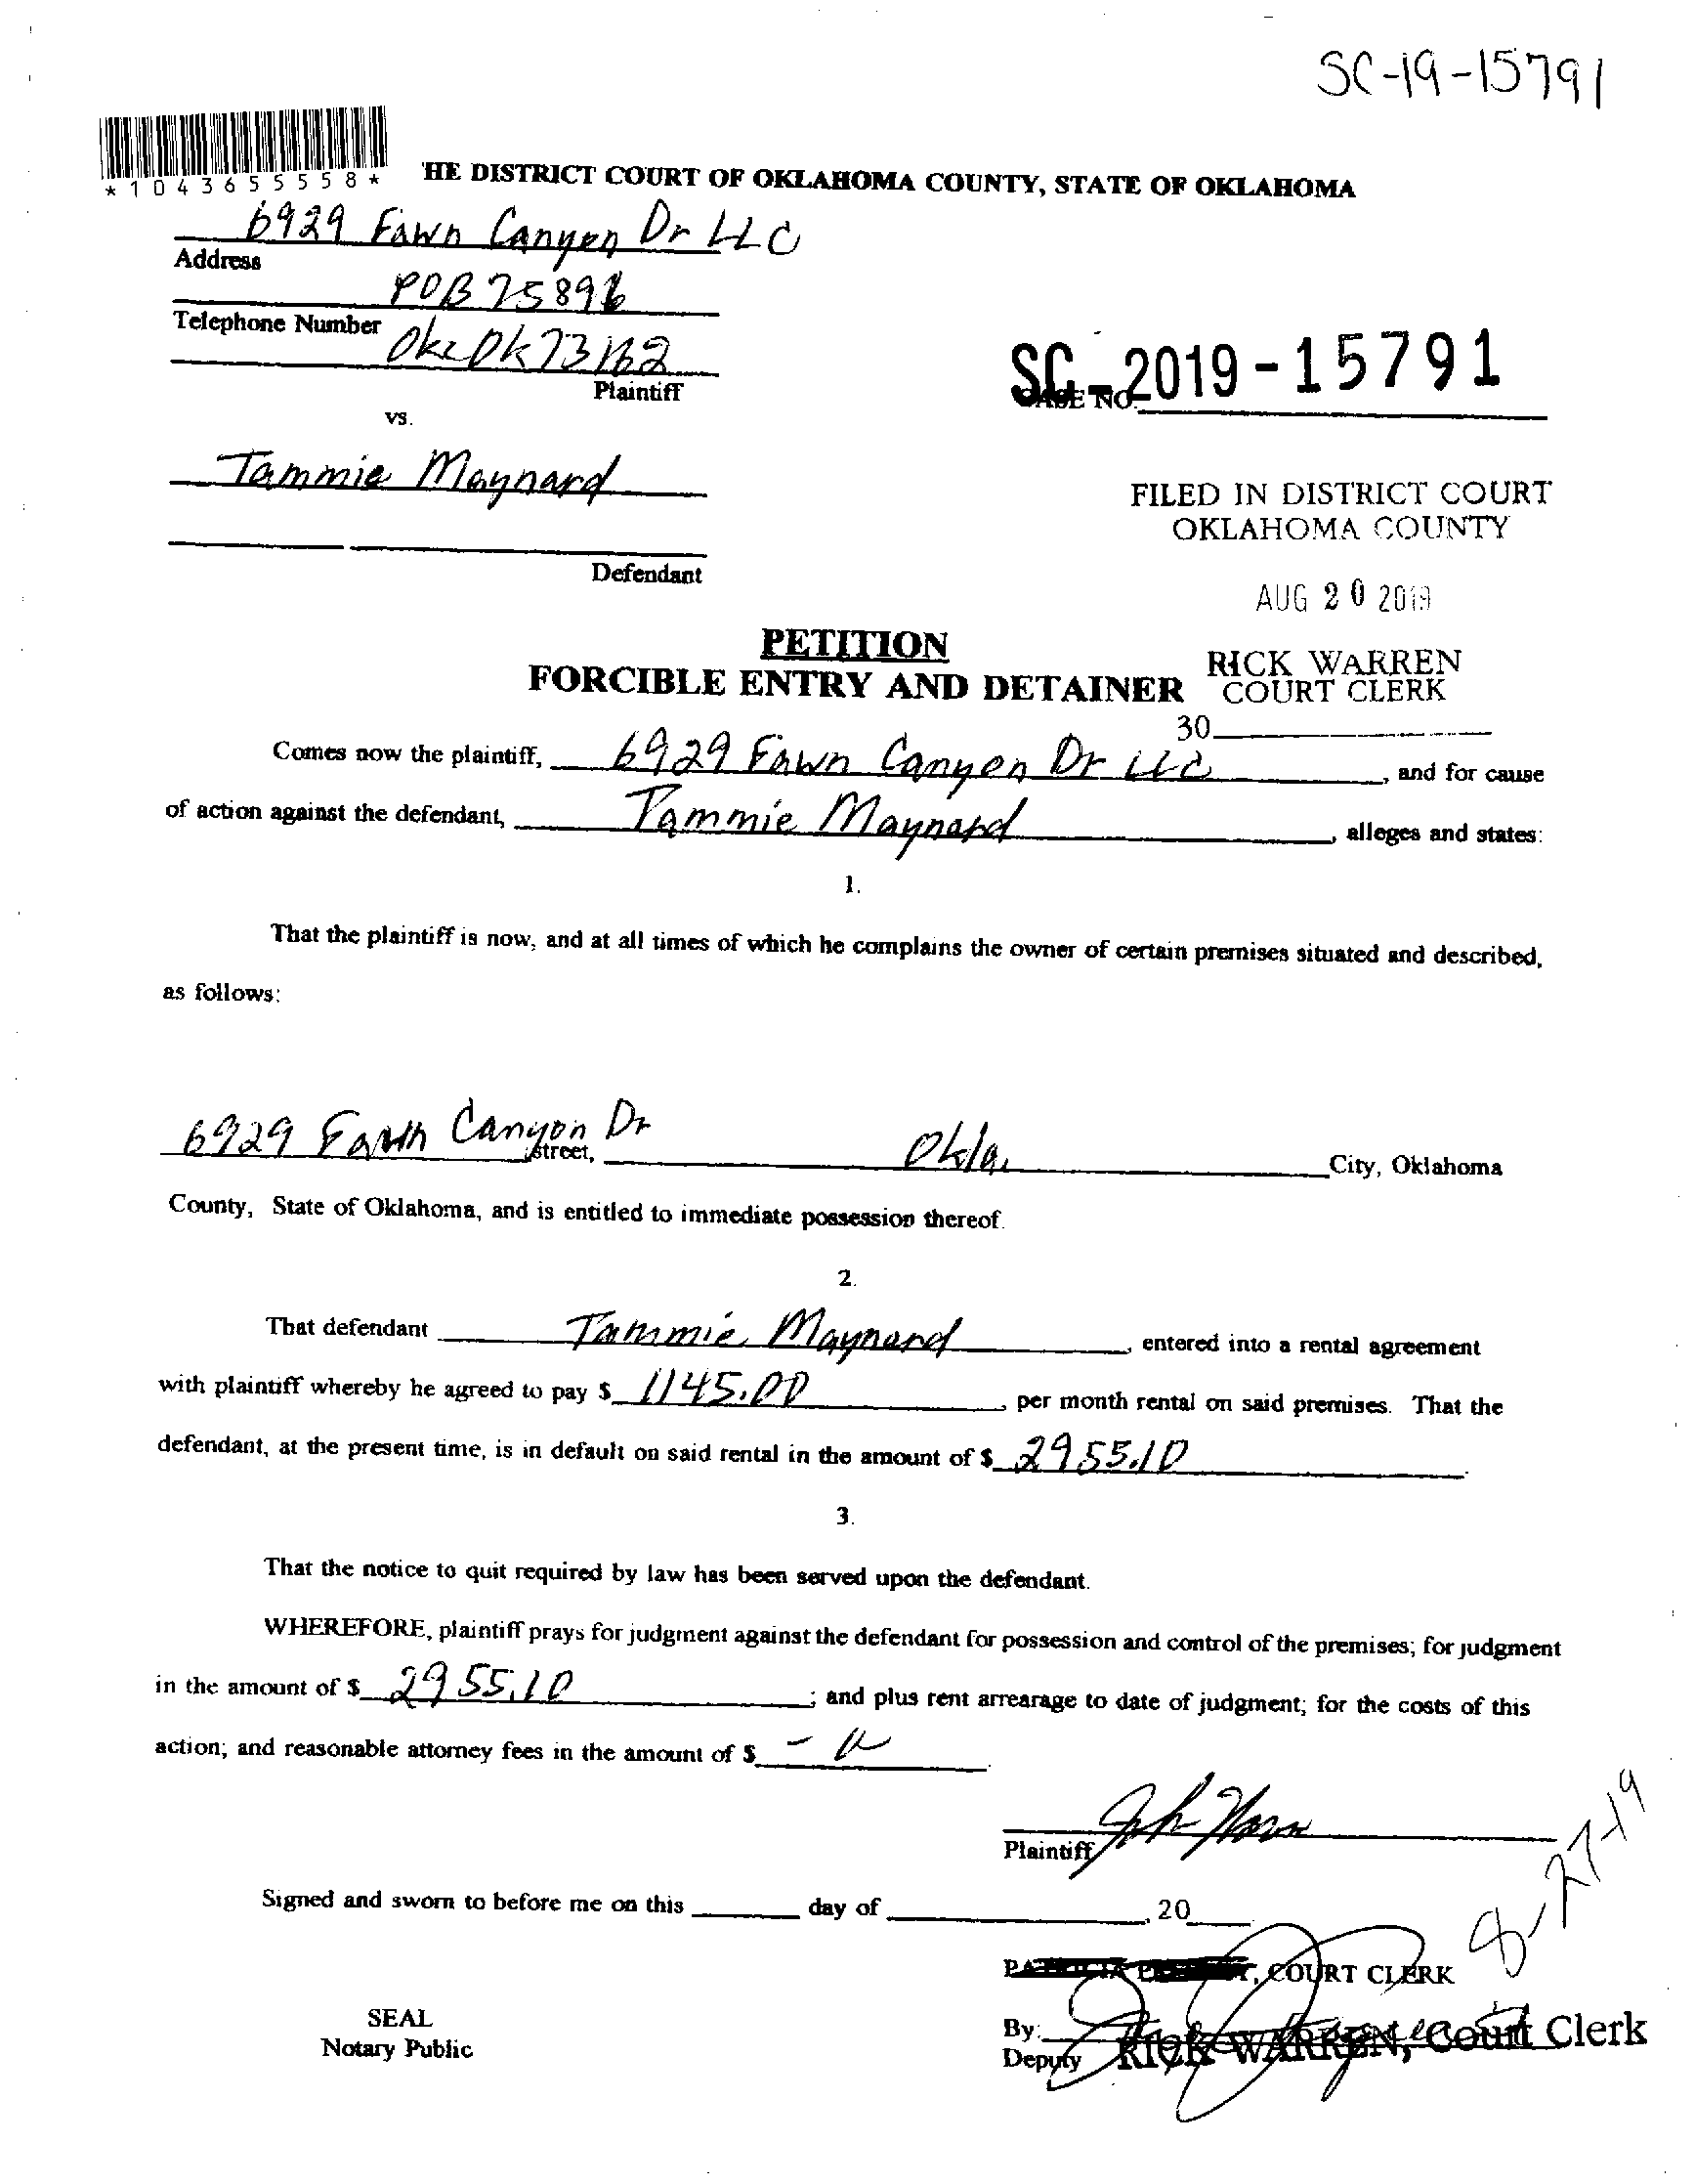 SC-19-15791
*1043655558*
HE DISTRICT COURT OF OKLAHOMA COUNTY, STATE OF OKLAHOMA
6929 Fawn Canyon Dr LLC
Address
POB 75896
Telephone Number
Okc Ok 73162
Plaintiff
SC-2019-15791
CASE NO.
vs.
Tammie Maynard
Defendant
FILED IN DISTRICT COURT
OKLAHOMA COUNTY
AUG 20 2019
RICK WARREN
COURT CLERK
30
PETITION
FORCIBLE ENTRY AND DETAINER
Comes now the plaintiff, 6929 Fawn Canyon Dr LLC, and for cause
of action against the defendant, Tammie Maynard, alleges and states:
1.
That the plaintiff is now, and at all times of which he complains the owner of certain premises situated and described,
as follows:
6929 Fawn Canyon Dr street, Okla. City, Oklahoma
County, State of Oklahoma, and is entitled to immediate possession thereof.
2.
That defendant Tammie Maynard, entered into a rental agreement
with plaintiff whereby he agreed to pay $ 1145.00, per month rental on said premises. That the
defendant, at the present time, is in default on said rental in the amount of $ 2955.10.
3.
That the notice to quit required by law has been served upon the defendant.
WHEREFORE, plaintiff prays for judgment against the defendant for possession and control of the premises; for judgment
in the amount of $ 2955.10; and plus rent arrearage to date of judgment; for the costs of this
action; and reasonable attorney fees in the amount of $ -
Plaintiff
8-27-19
Signed and sworn to before me on this ____ day of ____, 20__
COURT CLERK
SEAL
Notary Public
By:
Deputy
RICK WARREN, Court Clerk